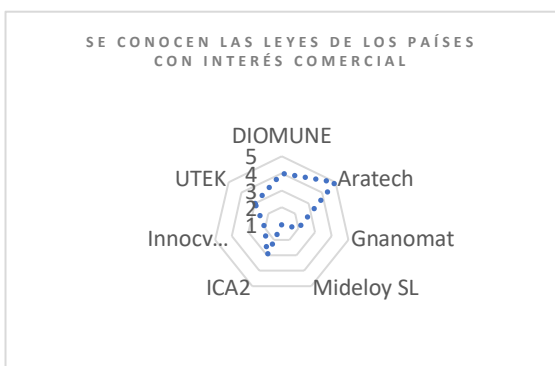 SE CONOCEN LAS LEYES DE LOS PAÍSES
CON INTERÉS COMERCIAL
DIOMUNE
5
4
3
2
1
UTEK
Aratech
Innocv...
Gnanomat
ICA2
Mideloy SL